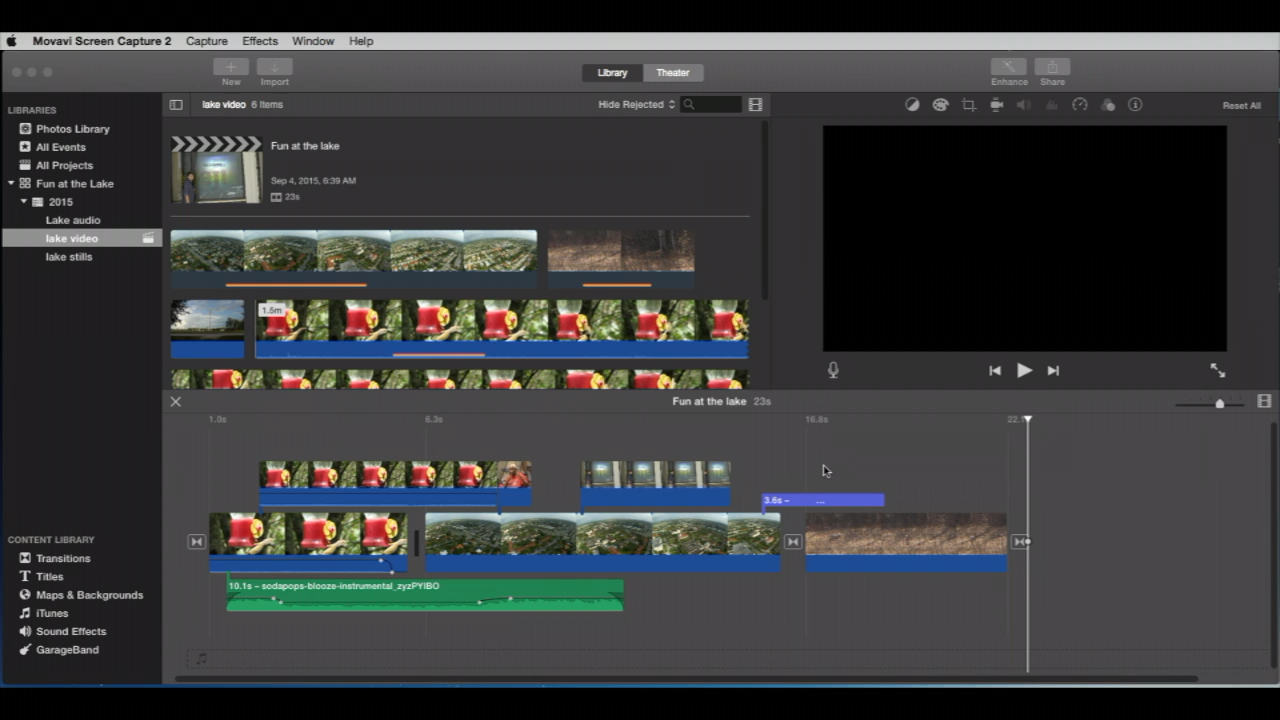 Movavi Screen Capture 2 Capture Effects Window Help
New Import Library Theater Enhance Share
LIBRARIES
Photos Library
All Events
All Projects
Fun at the Lake
2015
Lake audio
lake video
lake stills
lake video 6 Items Hide Rejected Reset All
Fun at the lake
Sep 4, 2015, 6:39 AM
23s
1.5m
Fun at the lake 23s
1.0s 6.3s 16.8s 22.
3.6s – ...
10.1s – sodapops-blooze-instrumental_zyzPYIBO
CONTENT LIBRARY
Transitions
Titles
Maps & Backgrounds
iTunes
Sound Effects
GarageBand